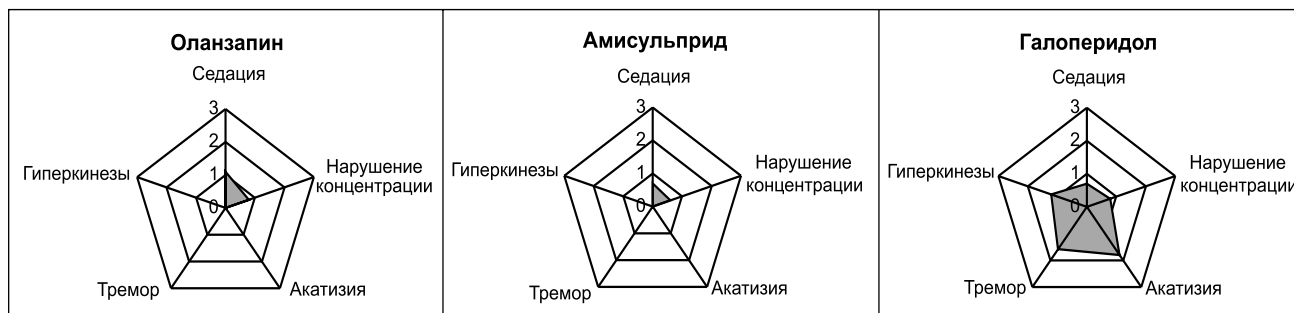 Оланзапин
Седация
3
2
1
0
Гиперкинезы
Нарушение
концентрации
Тремор
Акатизия
Амисульприд
Седация
3
2
1
0
Гиперкинезы
Нарушение
концентрации
Тремор
Акатизия
Галоперидол
Седация
3
2
1
0
Гиперкинезы
Нарушение
концентрации
Тремор
Акатизия